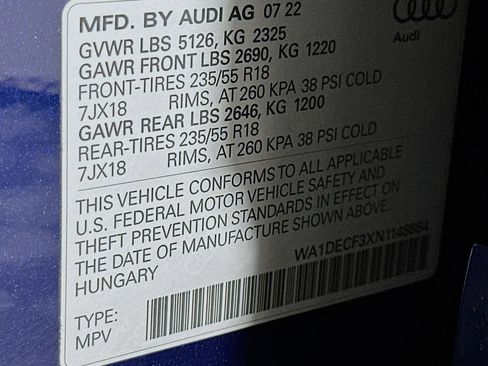 MFD. BY AUDI AG 07 22
GVWR LBS 5126, KG 2325
GAWR FRONT LBS 2690, KG 1220
FRONT-TIRES 235/55 R18
7JX18 RIMS, AT 260 KPA 38 PSI COLD
GAWR REAR LBS 2646, KG 1200
REAR-TIRES 235/55 R18
7JX18 RIMS, AT 260 KPA 38 PSI COLD
THIS VEHICLE CONFORMS TO ALL APPLICABLE
U.S. FEDERAL MOTOR VEHICLE SAFETY AND
THEFT PREVENTION STANDARDS IN EFFECT ON
THE DATE OF MANUFACTURE SHOWN ABOVE.
HUNGARY
WA1DECF3XN1148884
TYPE:
MPV
Audi